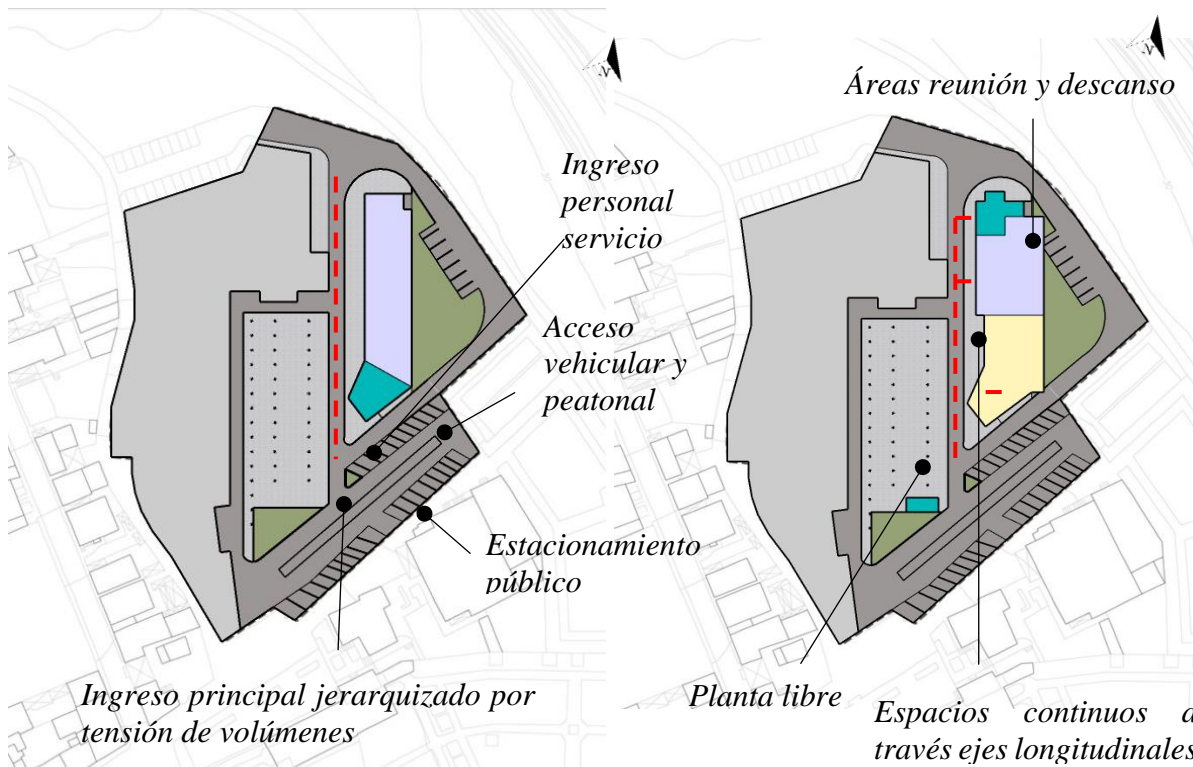 N
N
Áreas reunión y descanso
Ingreso
personal
servicio
Acceso
vehicular y
peatonal
Estacionamiento
público
Ingreso principal jerarquizado por
tensión de volúmenes
Planta libre
Espacios continuos a
través ejes longitudinales